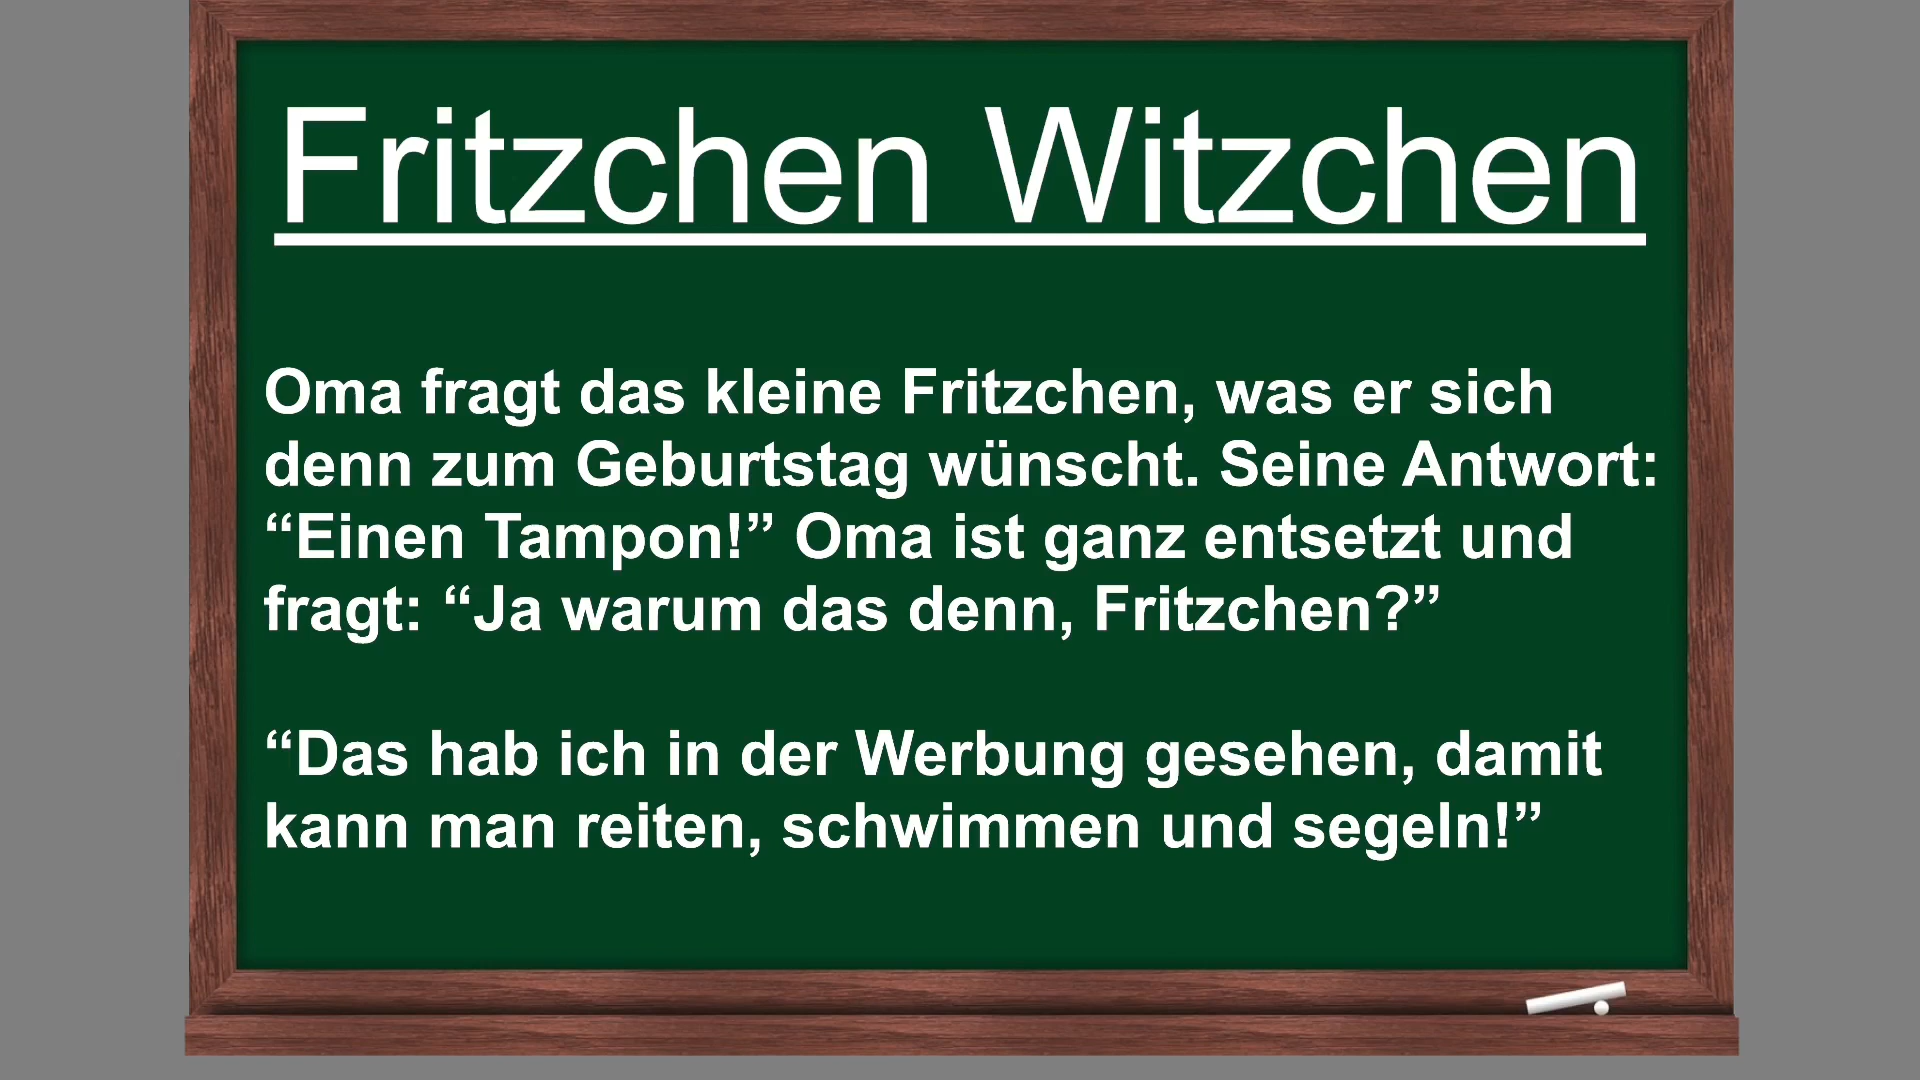 Fritzchen Witzchen
Oma fragt das kleine Fritzchen, was er sich
denn zum Geburtstag wünscht. Seine Antwort:
“Einen Tampon!” Oma ist ganz entsetzt und
fragt: “Ja warum das denn, Fritzchen?”
“Das hab ich in der Werbung gesehen, damit
kann man reiten, schwimmen und segeln!”